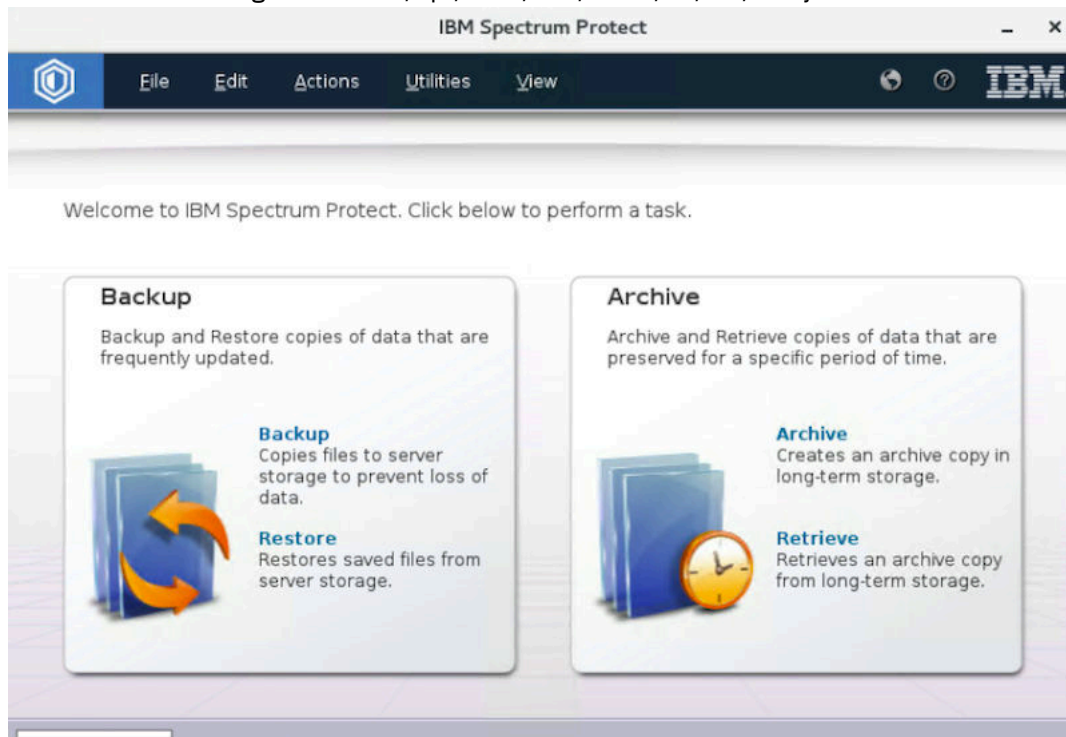 IBM Spectrum Protect
File Edit Actions Utilities View IBM
Welcome to IBM Spectrum Protect. Click below to perform a task.
Backup
Backup and Restore copies of data that are
frequently updated.
Backup
Copies files to server
storage to prevent loss of
data.
Restore
Restores saved files from
server storage.
Archive
Archive and Retrieve copies of data that are
preserved for a specific period of time.
Archive
Creates an archive copy in
long-term storage.
Retrieve
Retrieves an archive copy
from long-term storage.